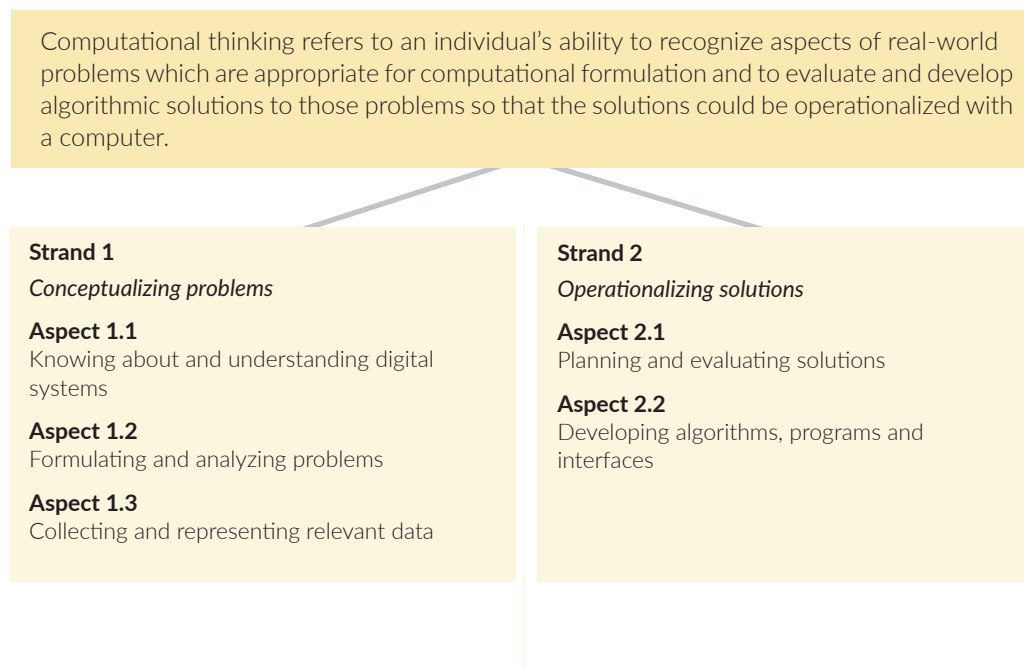 Computational thinking refers to an individual’s ability to recognize aspects of real-world
problems which are appropriate for computational formulation and to evaluate and develop
algorithmic solutions to those problems so that the solutions could be operationalized with
a computer.
Strand 1
Conceptualizing problems
Aspect 1.1
Knowing about and understanding digital
systems
Aspect 1.2
Formulating and analyzing problems
Aspect 1.3
Collecting and representing relevant data
Strand 2
Operationalizing solutions
Aspect 2.1
Planning and evaluating solutions
Aspect 2.2
Developing algorithms, programs and
interfaces